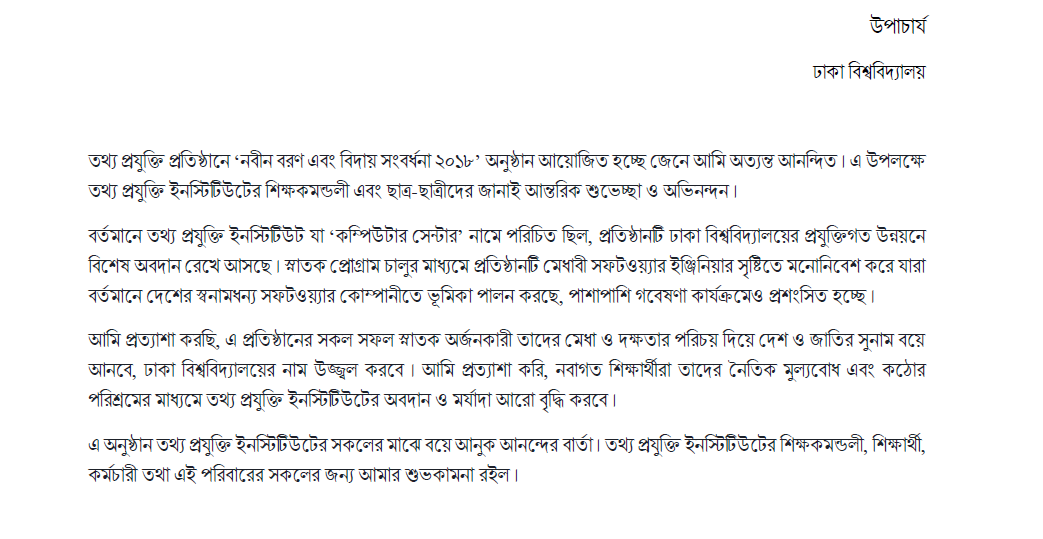 উপাচার্য
ঢাকা বিশ্ববিদ্যালয়
তথ্য প্রযুক্তি প্রতিষ্ঠানে ‘নবীন বরণ এবং বিদায় সংবর্ধনা ২০১৮’ অনুষ্ঠান আয়োজিত হচ্ছে জেনে আমি অত্যন্ত আনন্দিত। এ উপলক্ষে
তথ্য প্রযুক্তি ইনস্টিটিউটের শিক্ষকমন্ডলী এবং ছাত্র-ছাত্রীদের জানাই আন্তরিক শুভেচ্ছা ও অভিনন্দন।
বর্তমানে তথ্য প্রযুক্তি ইনস্টিটিউট যা ‘কম্পিউটার সেন্টার’ নামে পরিচিত ছিল, প্রতিষ্ঠানটি ঢাকা বিশ্ববিদ্যালয়ের প্রযুক্তিগত উন্নয়নে
বিশেষ অবদান রেখে আসছে। স্নাতক প্রোগ্রাম চালুর মাধ্যমে প্রতিষ্ঠানটি মেধাবী সফটওয়্যার ইঞ্জিনিয়ার সৃষ্টিতে মনোনিবেশ করে যারা
বর্তমানে দেশের স্বনামধন্য সফটওয়্যার কোম্পানীতে ভূমিকা পালন করছে, পাশাপাশি গবেষণা কার্যক্রমেও প্রশংসিত হচ্ছে।
আমি প্রত্যাশা করছি, এ প্রতিষ্ঠানের সকল সফল স্নাতক অর্জনকারী তাদের মেধা ও দক্ষতার পরিচয় দিয়ে দেশ ও জাতির সুনাম বয়ে
আনবে, ঢাকা বিশ্ববিদ্যালয়ের নাম উজ্জ্বল করবে। আমি প্রত্যাশা করি, নবাগত শিক্ষার্থীরা তাদের নৈতিক মুল্যবোধ এবং কঠোর
পরিশ্রমের মাধ্যমে তথ্য প্রযুক্তি ইনস্টিটিউটের অবদান ও মর্যাদা আরো বৃদ্ধি করবে।
এ অনুষ্ঠান তথ্য প্রযুক্তি ইনস্টিটিউটের সকলের মাঝে বয়ে আনুক আনন্দের বার্তা। তথ্য প্রযুক্তি ইনস্টিটিউটের শিক্ষকমন্ডলী, শিক্ষার্থী,
কর্মচারী তথা এই পরিবারের সকলের জন্য আমার শুভকামনা রইল।